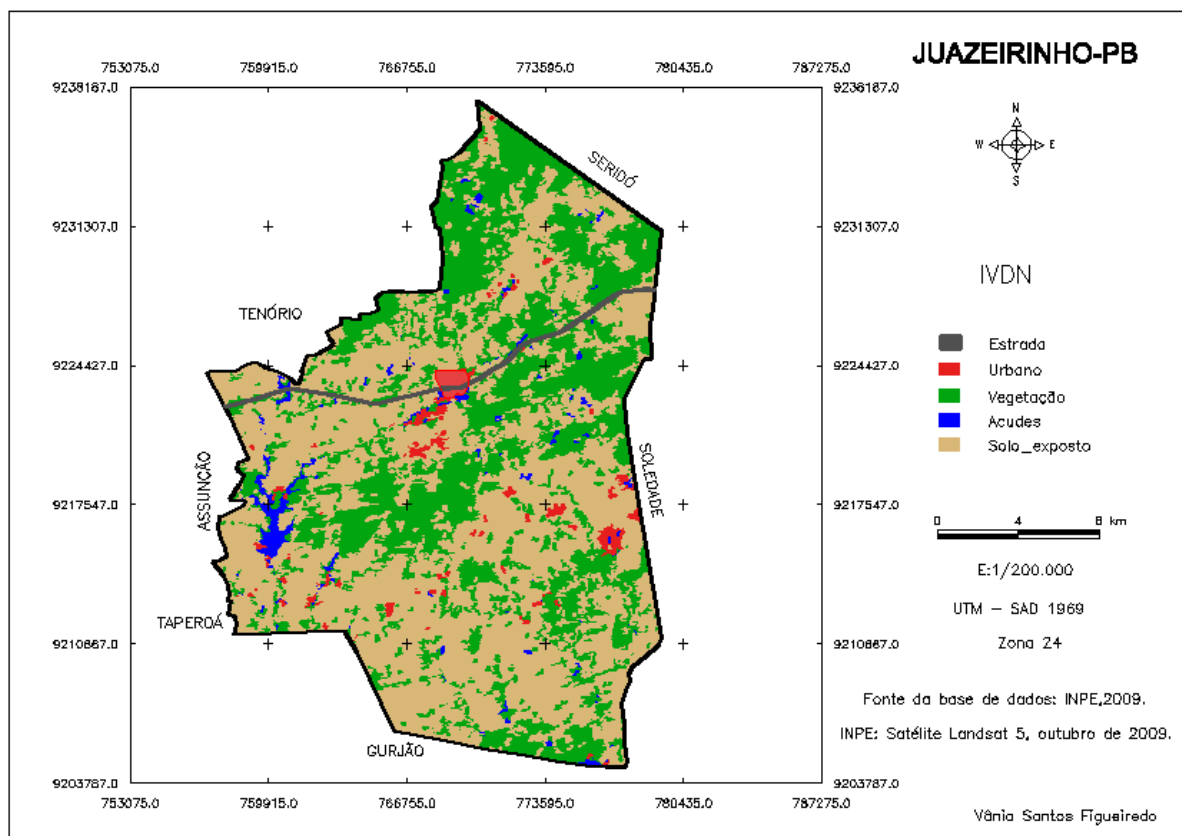 JUAZEIRINHO-PB
753075.0 759915.0 766755.0 773595.0 780435.0 787275.0
9238187.0 9238187.0
N
W E
S
SERIDÓ
9231307.0 9231307.0
IVDN
TENÓRIO
Estrada
9224427.0 9224427.0
Urbano
Vegetação
Acudes
Solo_exposto
ASSUNÇÃO
SOLEDADE
9217547.0 9217547.0
0 4 8 km
E:1/200.000
UTM – SAD 1969
TAPEROÁ
9210667.0 9210667.0
Zona 24
Fonte da base de dados: INPE,2009.
INPE: Satélite Landsat 5, outubro de 2009.
GURJÃO
9203787.0 9203787.0
753075.0 759915.0 766755.0 773595.0 780435.0 787275.0
Vânia Santos Figueiredo